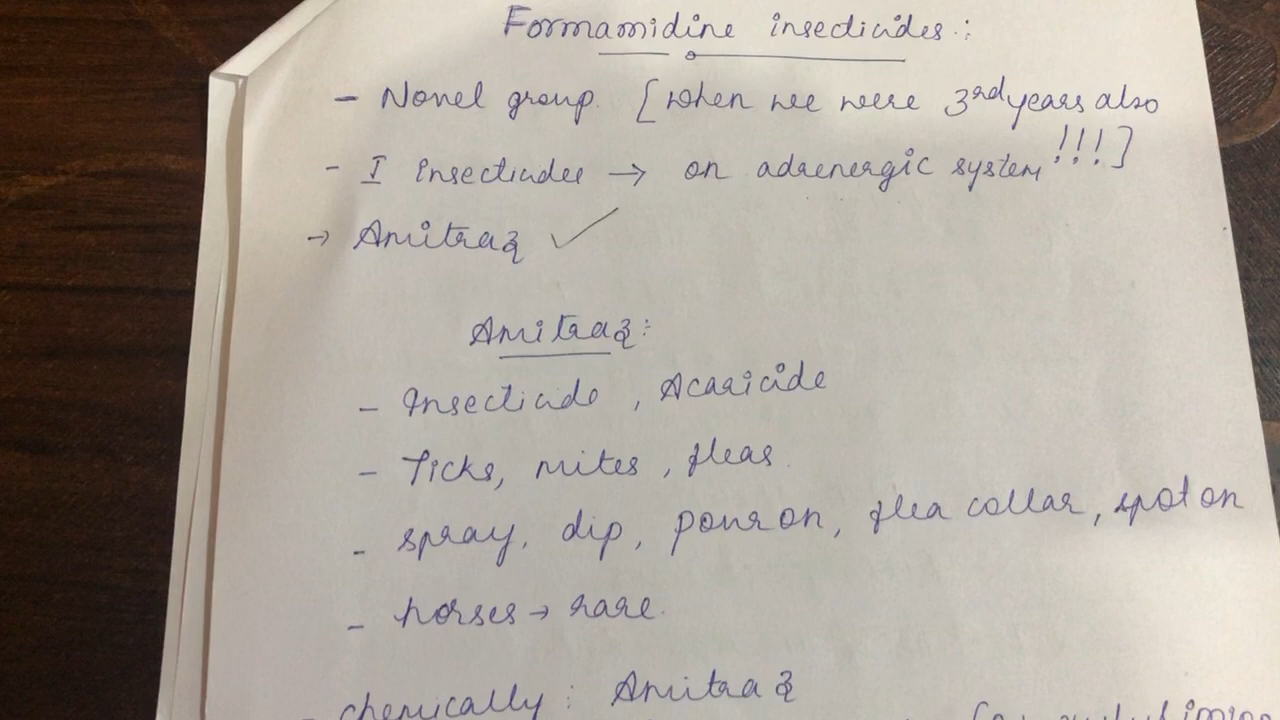 Formamidine insecticides :
- Novel group. [when we were 3rd years also
- I insecticides → on adrenergic system !!!]
→ Amitraz ✓
Amitraz :
- Insecticide , Acaricide
- Ticks, mites , fleas.
- spray, dip, pour on, flea collar, spot on
- horses → rare.
- chemically : Amitraz